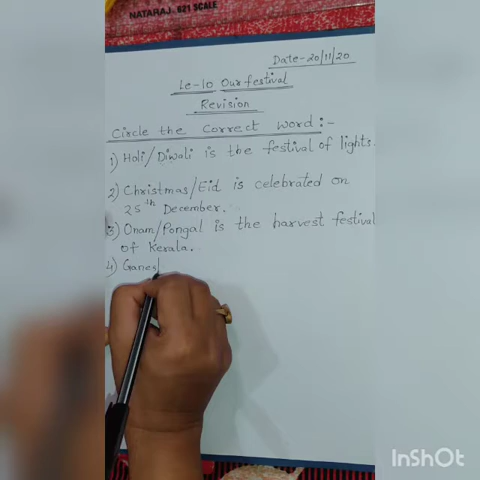 NATARAJ- 621 SCALE
Date-20/11/20
Le-10 Our festival
Revision
Circle the Correct word:-
1) Holi/Diwali is the festival of lights.
2) Christmas/Eid is celebrated on
25th December.
3) Onam/Pongal is the harvest festival
of Kerala.
4) Ganesh
InShOt